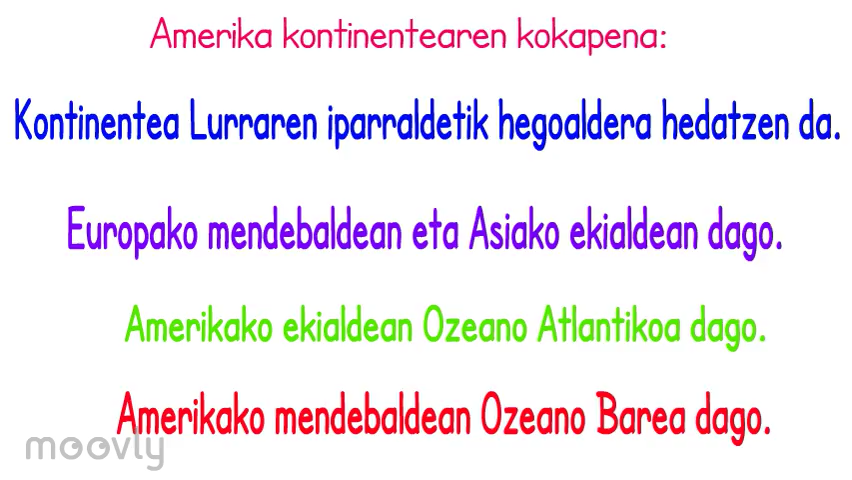 Amerika kontinentearen kokapena:
Kontinentea Lurraren iparraldetik hegoaldera hedatzen da.
Europako mendebaldean eta Asiako ekialdean dago.
Amerikako ekialdean Ozeano Atlantikoa dago.
Amerikako mendebaldean Ozeano Barea dago.
moovly